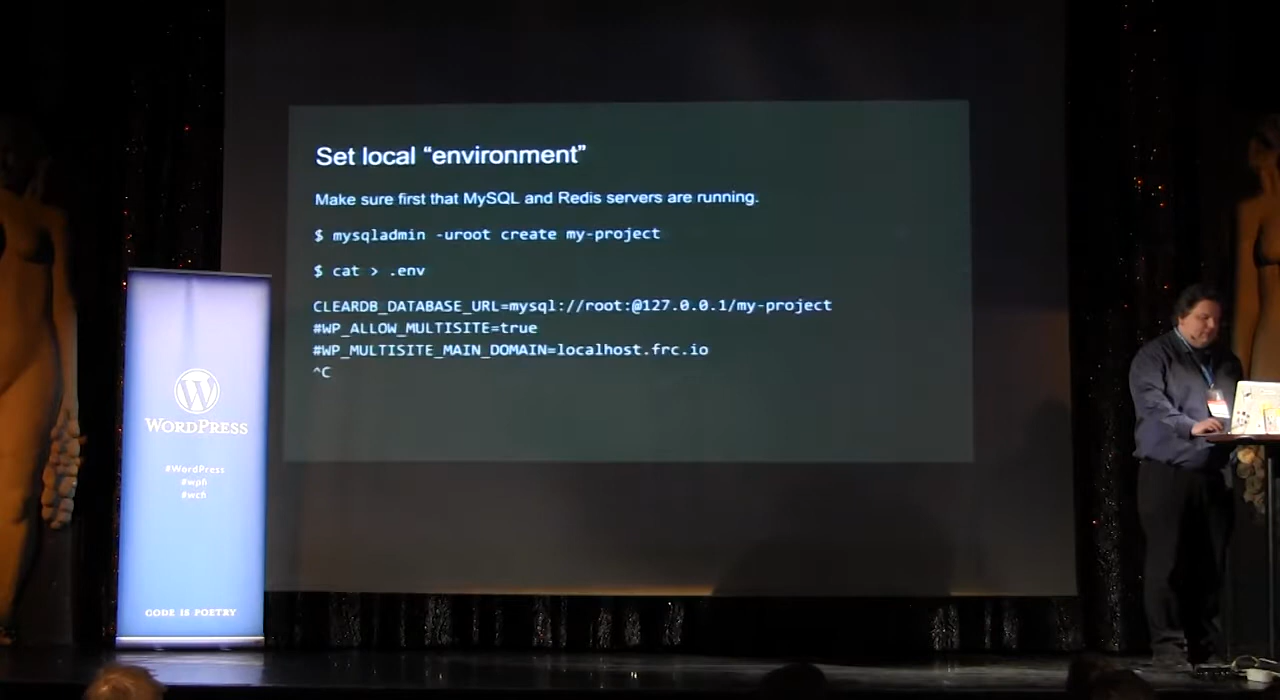 Set local “environment”
Make sure first that MySQL and Redis servers are running.
$ mysqladmin -uroot create my-project
$ cat > .env
CLEARDB_DATABASE_URL=mysql://root:@127.0.0.1/my-project
#WP_ALLOW_MULTISITE=true
#WP_MULTISITE_MAIN_DOMAIN=localhost.frc.io
^C
WORDPRESS
#WordPress
#wpfi
#wcfi
CODE IS POETRY